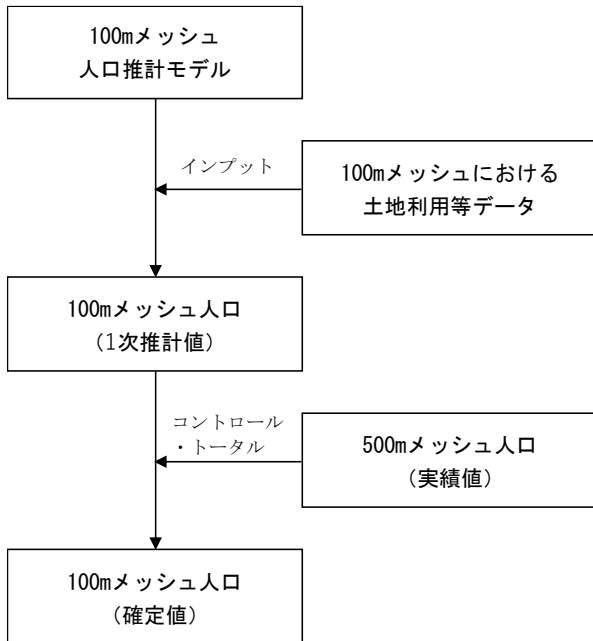 100mメッシュ
人口推計モデル
インプット
100mメッシュにおける
土地利用等データ
100mメッシュ人口
（1次推計値）
コントロール
・トータル
500mメッシュ人口
（実績値）
100mメッシュ人口
（確定値）